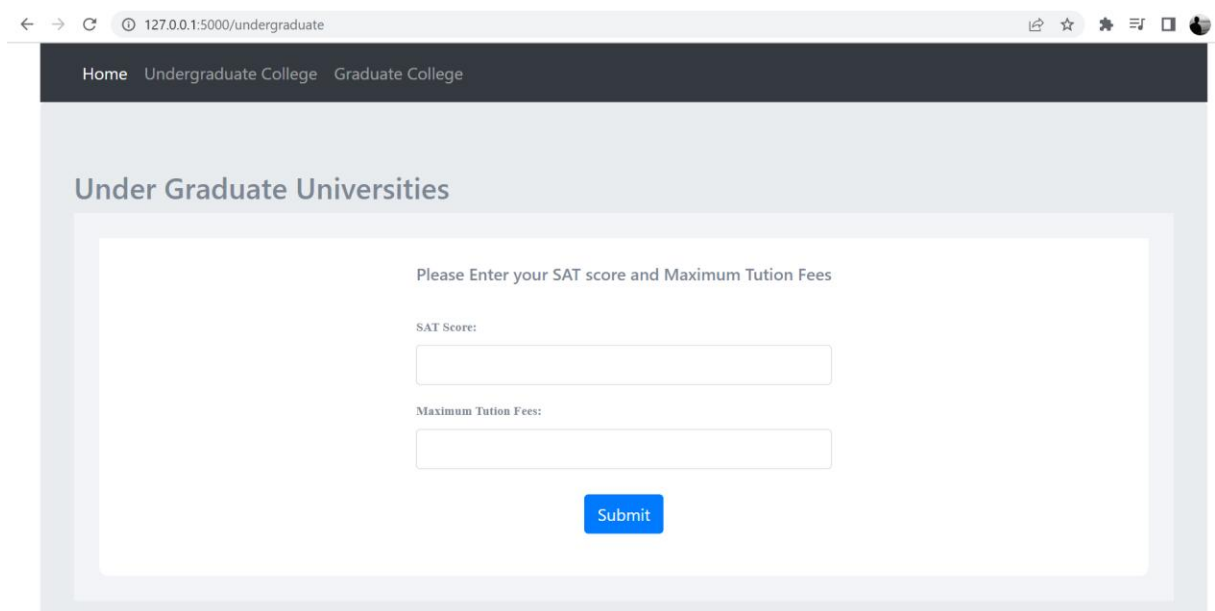 127.0.0.1:5000/undergraduate
Home Undergraduate College Graduate College
Under Graduate Universities
Please Enter your SAT score and Maximum Tution Fees
SAT Score:
Maximum Tution Fees:
Submit